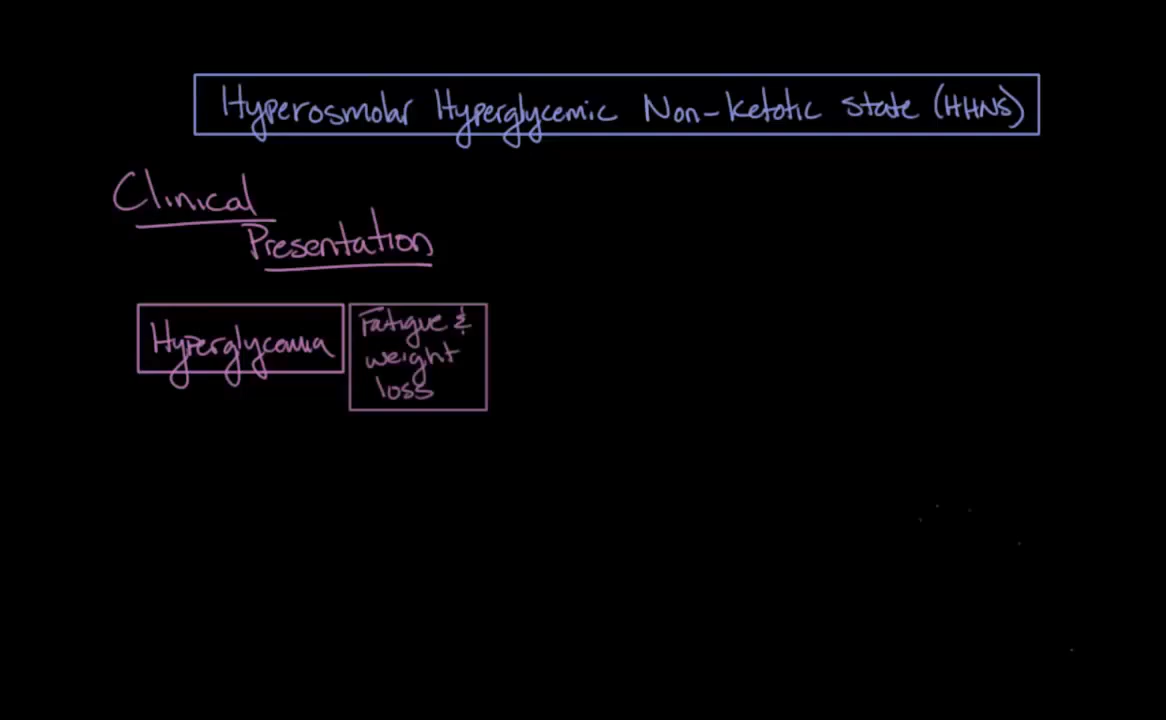 Hyperosmolar Hyperglycemic Non-Ketotic State (HHNS)
Clinical
Presentation
Hyperglycemia
Fatigue &
weight
loss